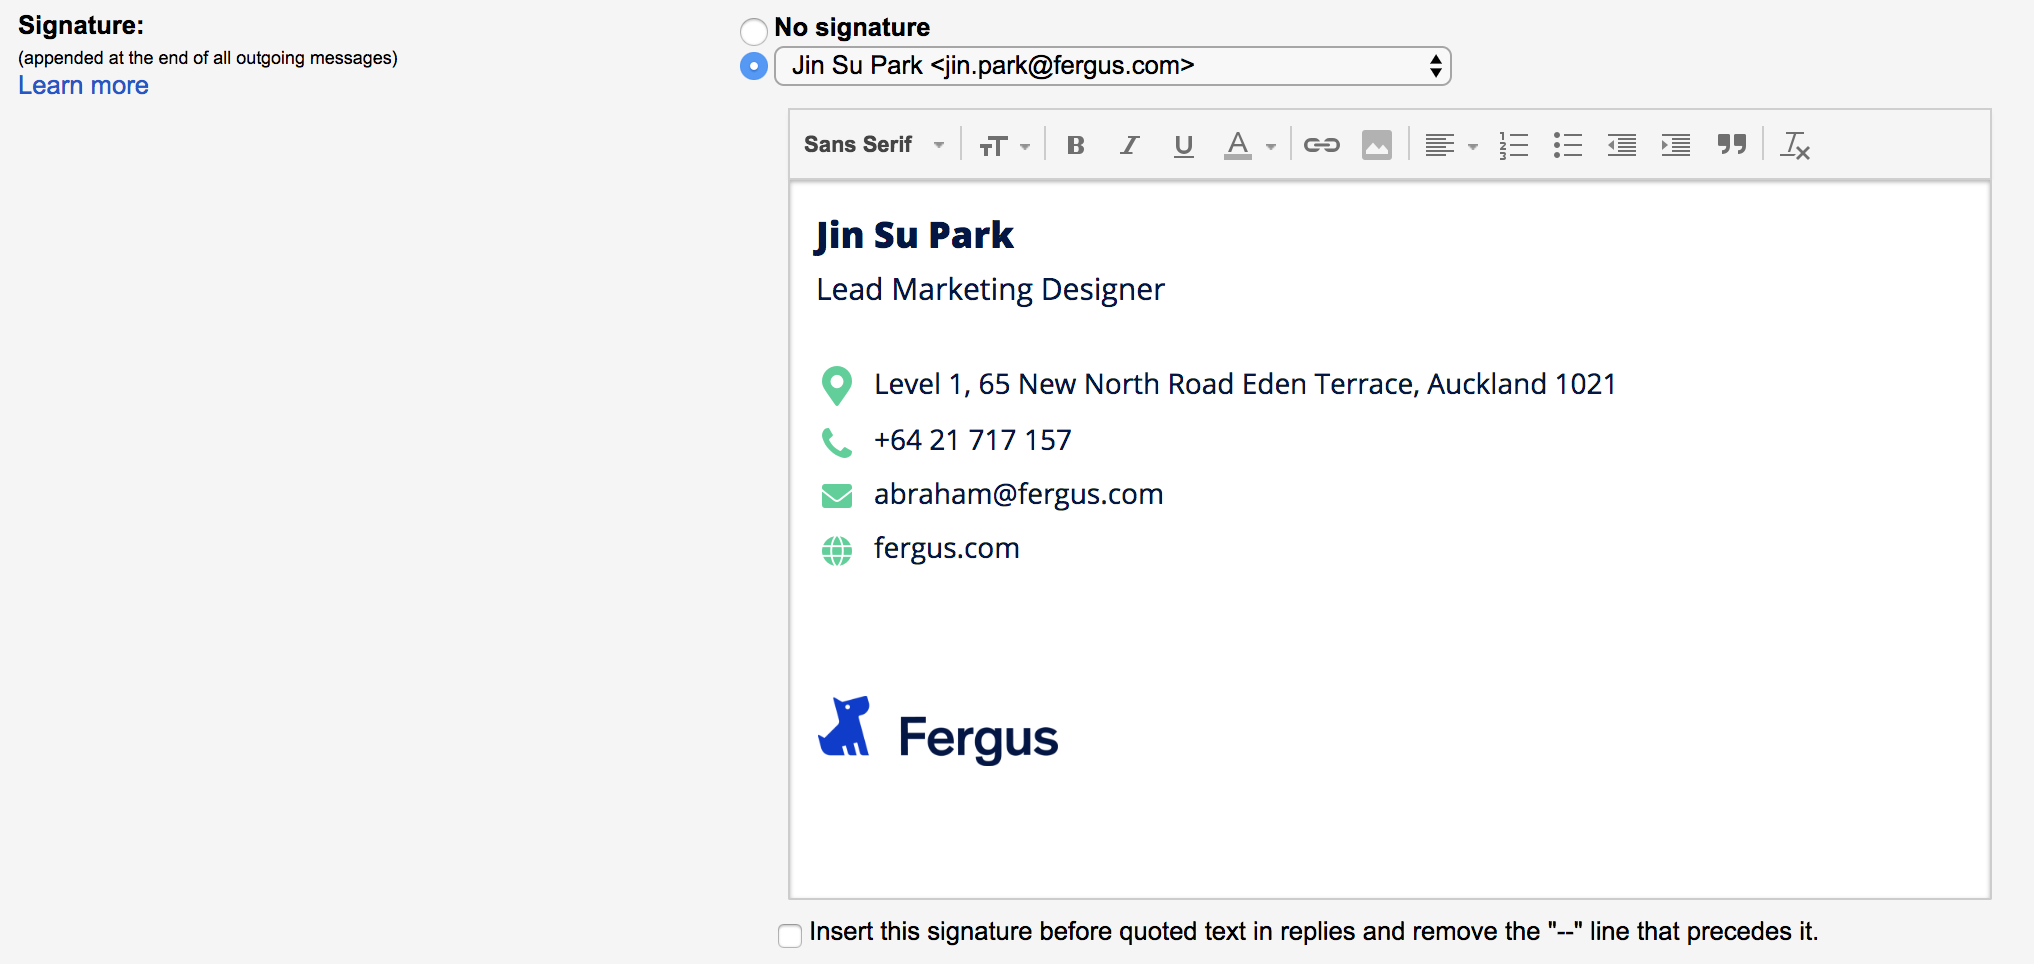 Signature:
(appended at the end of all outgoing messages)
Learn more
No signature
Jin Su Park <jin.park@fergus.com>
Sans Serif
Jin Su Park
Lead Marketing Designer
Level 1, 65 New North Road Eden Terrace, Auckland 1021
+64 21 717 157
abraham@fergus.com
fergus.com
Fergus
Insert this signature before quoted text in replies and remove the "--" line that precedes it.